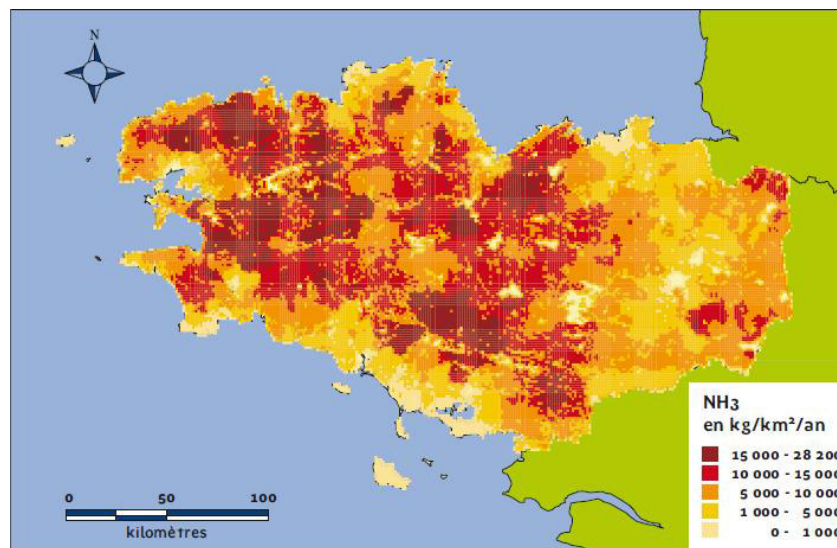 N
NH3
en kg/km²/an
15 000 - 28 200
10 000 - 15 000
5 000 - 10 000
1 000 - 5 000
0 - 1 000
0 50 100
kilomètres